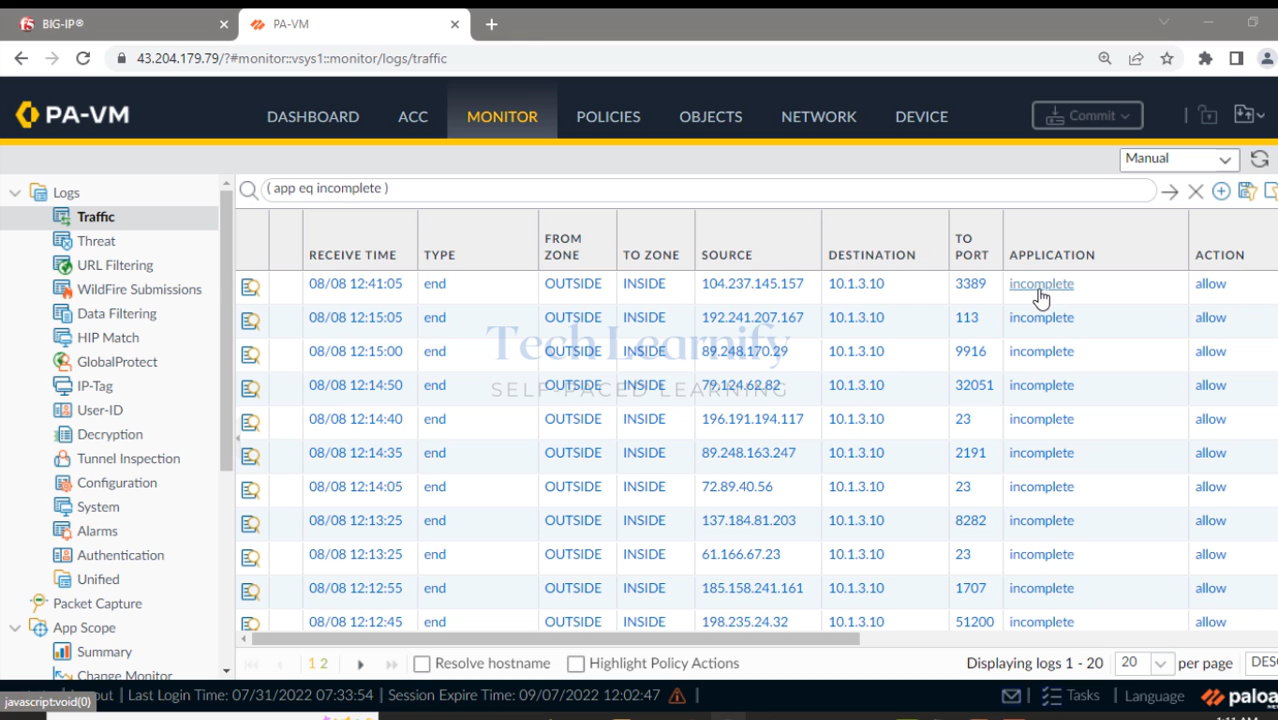 BIG-IP®
PA-VM
43.204.179.79/?#monitor::vsys1::monitor/logs/traffic
PA-VM
DASHBOARD
ACC
MONITOR
POLICIES
OBJECTS
NETWORK
DEVICE
Commit
Manual
Logs
Traffic
Threat
URL Filtering
WildFire Submissions
Data Filtering
HIP Match
GlobalProtect
IP-Tag
User-ID
Decryption
Tunnel Inspection
Configuration
System
Alarms
Authentication
Unified
Packet Capture
App Scope
Summary
Change Monitor
( app eq incomplete )
RECEIVE TIME TYPE FROM ZONE TO ZONE SOURCE DESTINATION TO PORT APPLICATION ACTION
08/08 12:41:05 end OUTSIDE INSIDE 104.237.145.157 10.1.3.10 3389 incomplete allow
08/08 12:15:05 end OUTSIDE INSIDE 192.241.207.167 10.1.3.10 113 incomplete allow
08/08 12:15:00 end OUTSIDE INSIDE 89.248.170.29 10.1.3.10 9916 incomplete allow
08/08 12:14:50 end OUTSIDE INSIDE 79.124.62.82 10.1.3.10 32051 incomplete allow
08/08 12:14:40 end OUTSIDE INSIDE 196.191.194.117 10.1.3.10 23 incomplete allow
08/08 12:14:35 end OUTSIDE INSIDE 89.248.163.247 10.1.3.10 2191 incomplete allow
08/08 12:14:05 end OUTSIDE INSIDE 72.89.40.56 10.1.3.10 23 incomplete allow
08/08 12:13:25 end OUTSIDE INSIDE 137.184.81.203 10.1.3.10 8282 incomplete allow
08/08 12:13:25 end OUTSIDE INSIDE 61.166.67.23 10.1.3.10 23 incomplete allow
08/08 12:12:55 end OUTSIDE INSIDE 185.158.241.161 10.1.3.10 1707 incomplete allow
08/08 12:12:45 end OUTSIDE INSIDE 198.235.24.32 10.1.3.10 51200 incomplete allow
Tech Learnify
SELF-PACED LEARNING
1 2
Resolve hostname
Highlight Policy Actions
Displaying logs 1 - 20
20
per page
DESC
javascript:void(0)
Last Login Time: 07/31/2022 07:33:54
Session Expire Time: 09/07/2022 12:02:47
Tasks
Language